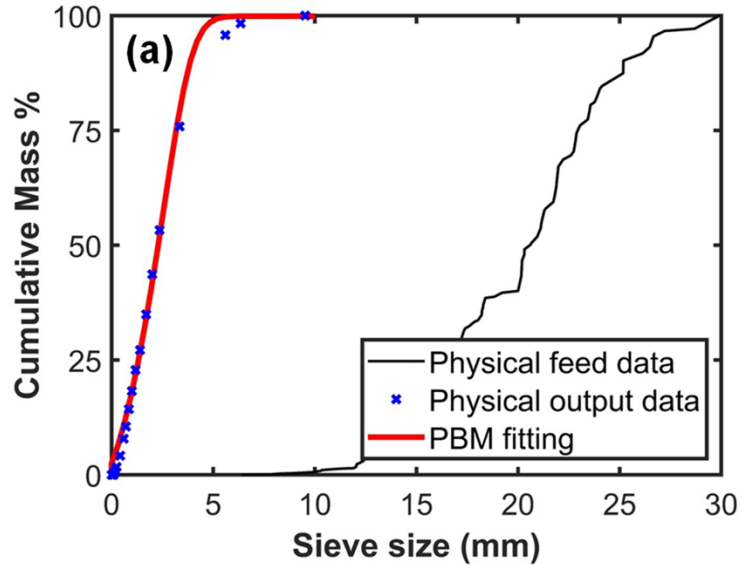 100
(a)
75
50
25
0
Cumulative Mass %
Physical feed data
Physical output data
PBM fitting
0 5 10 15 20 25 30
Sieve size (mm)